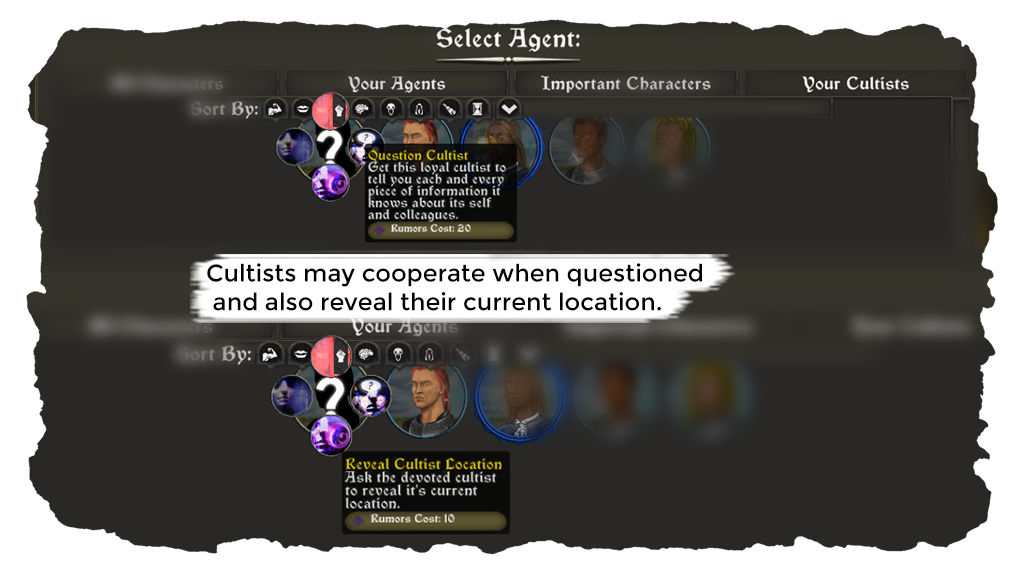 Select Agent:
Characters
Your Agents
Important Characters
Your Cultists
Sort By:
?
?
Question Cultist
Get this loyal cultist to
tell you each and every
piece of information it
knows about its self
and colleagues.
Rumors Cost: 20
Cultists may cooperate when questioned
and also reveal their current location.
Your Agents
Sort By:
?
?
Reveal Cultist Location
Ask the devoted cultist
to reveal it's current
location.
Rumors Cost: 10